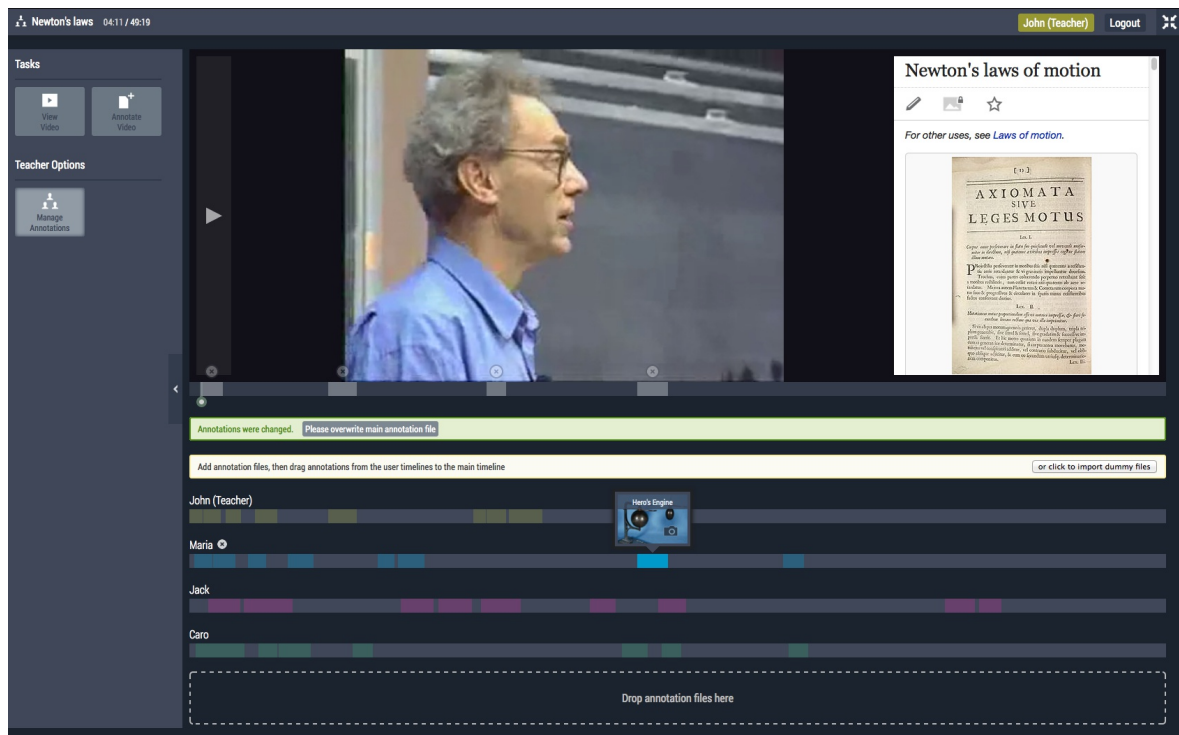 Newton's laws 04:11 / 49:19
John (Teacher) Logout
Tasks
View
Video
Annotate
Video
Teacher Options
Manage
Annotations
Newton's laws of motion
For other uses, see Laws of motion.
AXIOMATA
SIVE
LEGES MOTUS
Annotations were changed. Please overwrite main annotation file
Add annotation files, then drag annotations from the user timelines to the main timeline
or click to import dummy files
John (Teacher)
Hero's Engine
Maria
Jack
Caro
Drop annotation files here